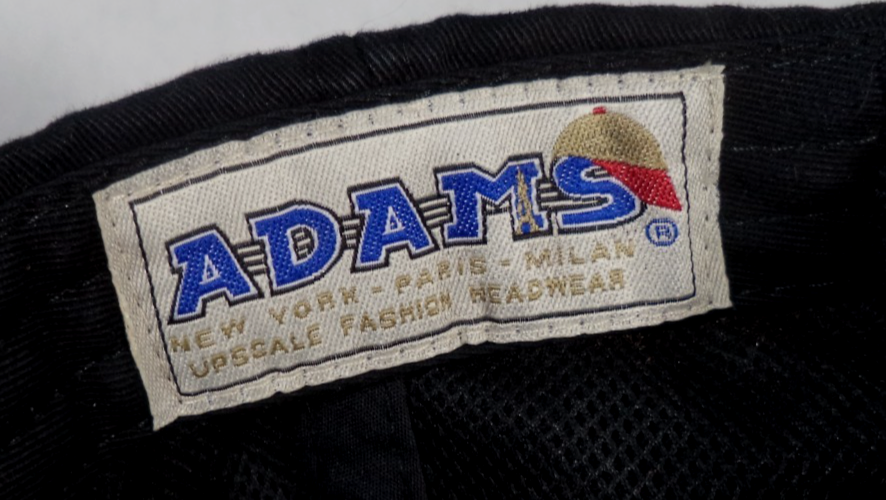 ADAMS ®
NEW YORK - PARIS - MILAN
UPSCALE FASHION HEADWEAR